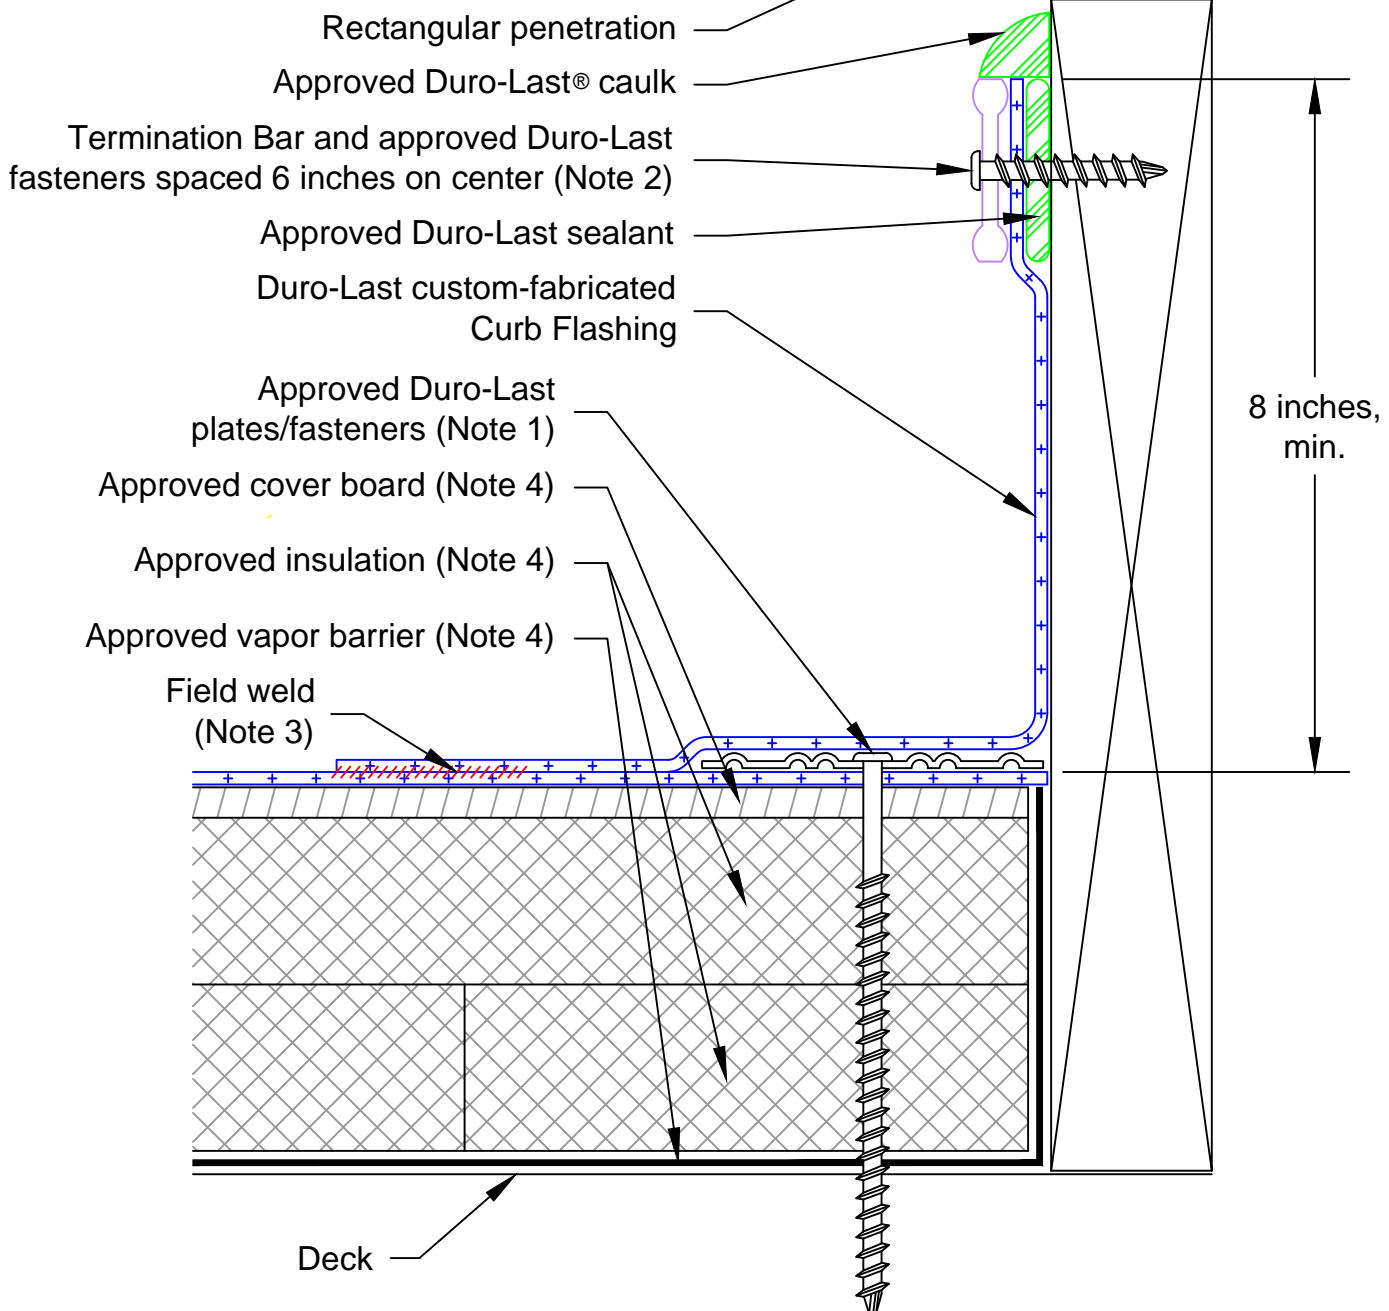 Rectangular penetration
Approved Duro-Last® caulk
Termination Bar and approved Duro-Last
fasteners spaced 6 inches on center (Note 2)
Approved Duro-Last sealant
Duro-Last custom-fabricated
Curb Flashing
Approved Duro-Last
plates/fasteners (Note 1)
8 inches,
min.
Approved cover board (Note 4)
Approved insulation (Note 4)
Approved vapor barrier (Note 4)
Field weld
(Note 3)
Deck